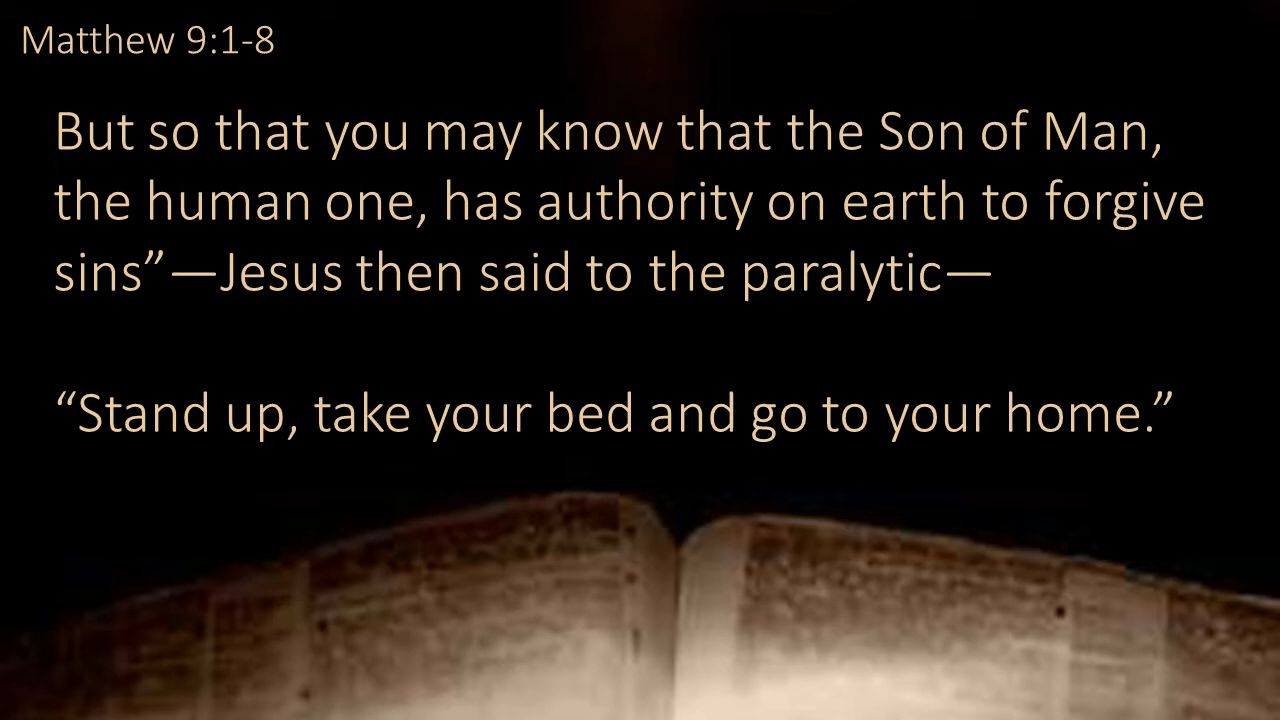 Matthew 9:1-8
But so that you may know that the Son of Man,
the human one, has authority on earth to forgive
sins”—Jesus then said to the paralytic—
“Stand up, take your bed and go to your home.”